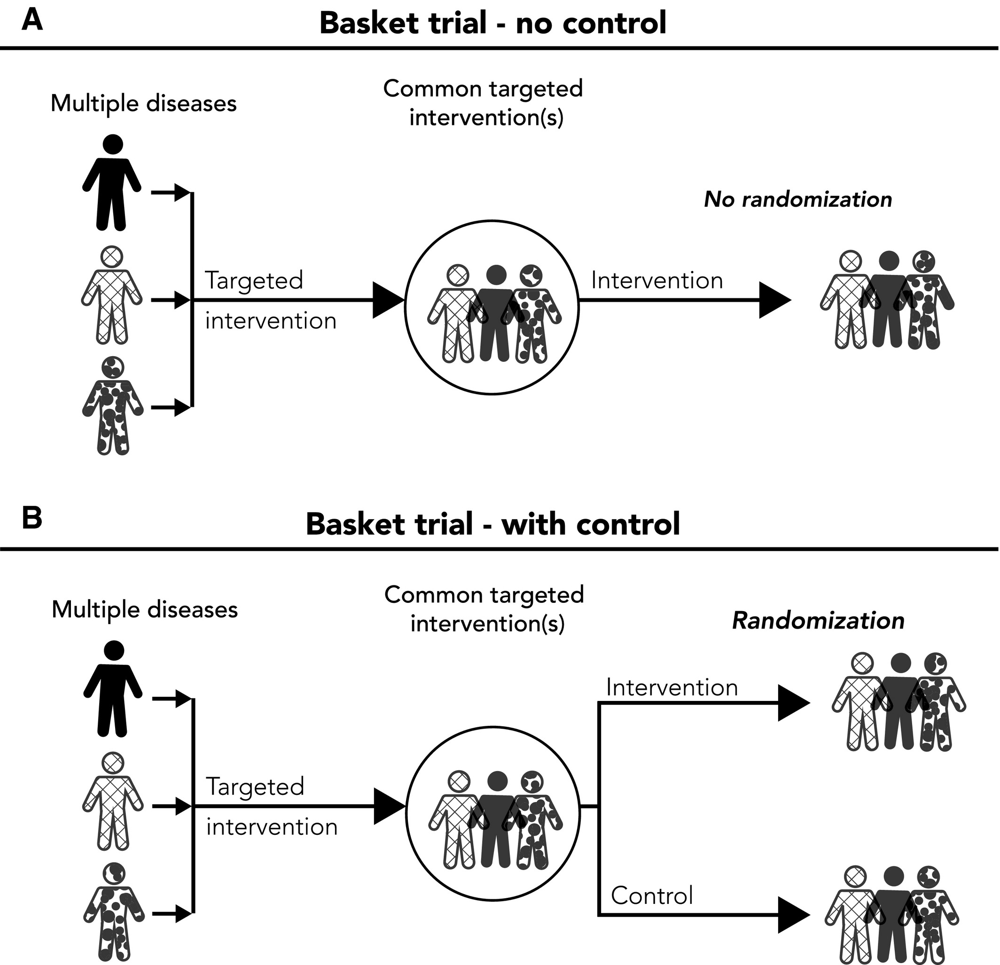 A
Basket trial - no control
Multiple diseases
Common targeted
intervention(s)
No randomization
Targeted
intervention
Intervention
B
Basket trial - with control
Multiple diseases
Common targeted
intervention(s)
Randomization
Targeted
intervention
Intervention
Control